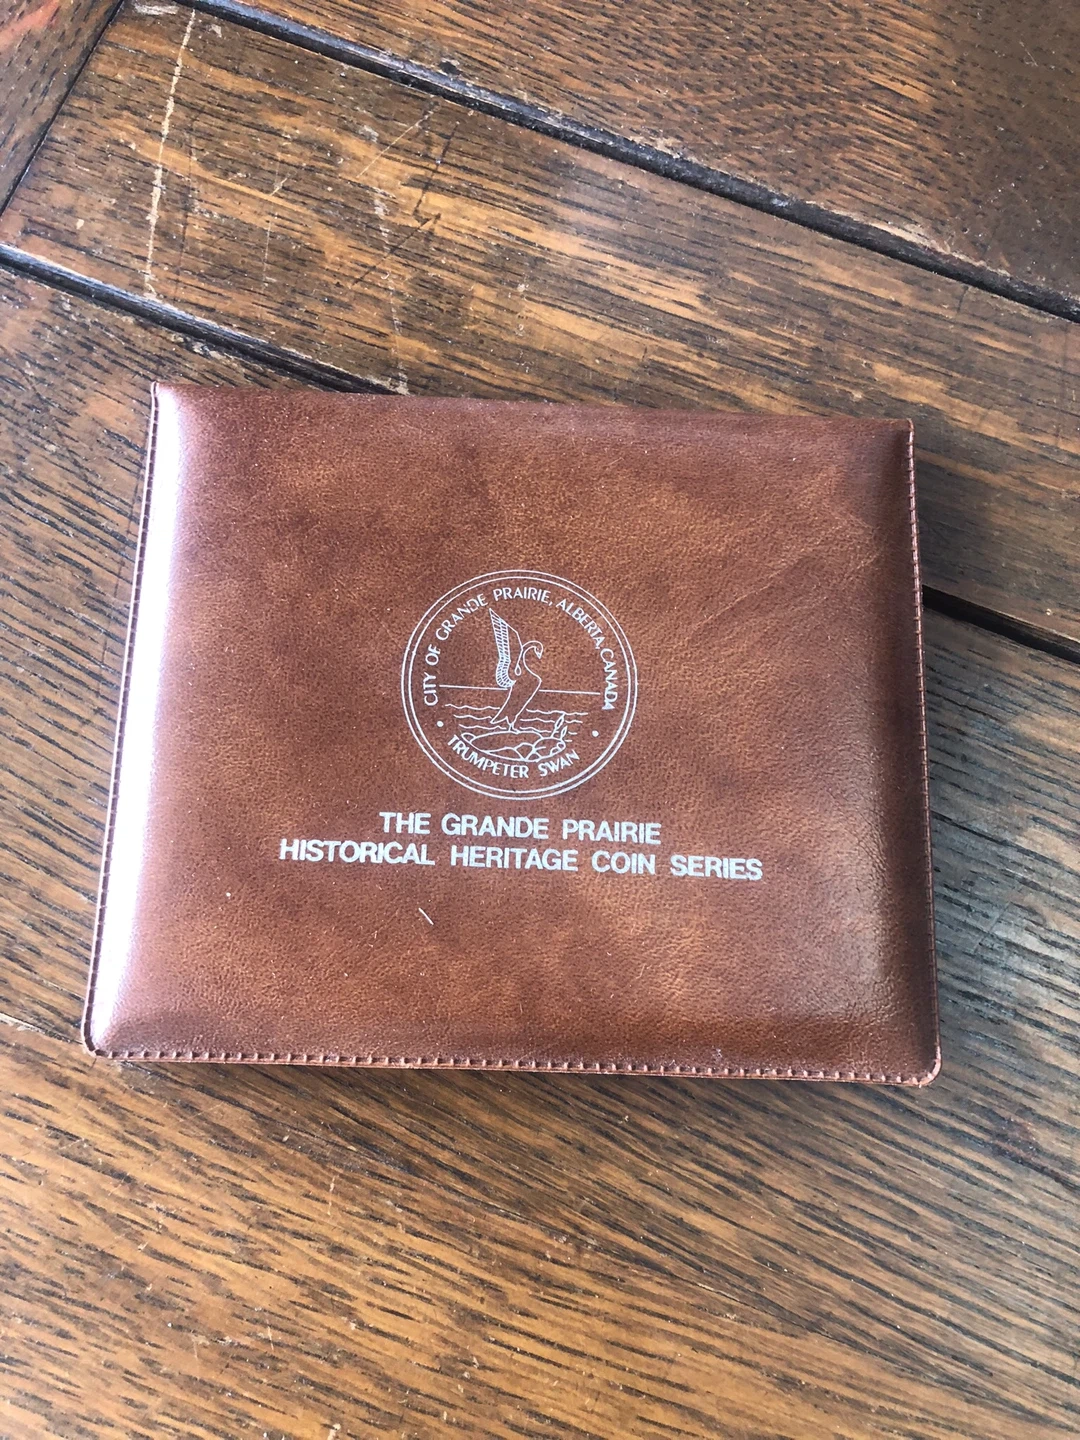 CITY OF GRANDE PRAIRIE, ALBERTA, CANADA
• TRUMPETER SWAN •
THE GRANDE PRAIRIE
HISTORICAL HERITAGE COIN SERIES